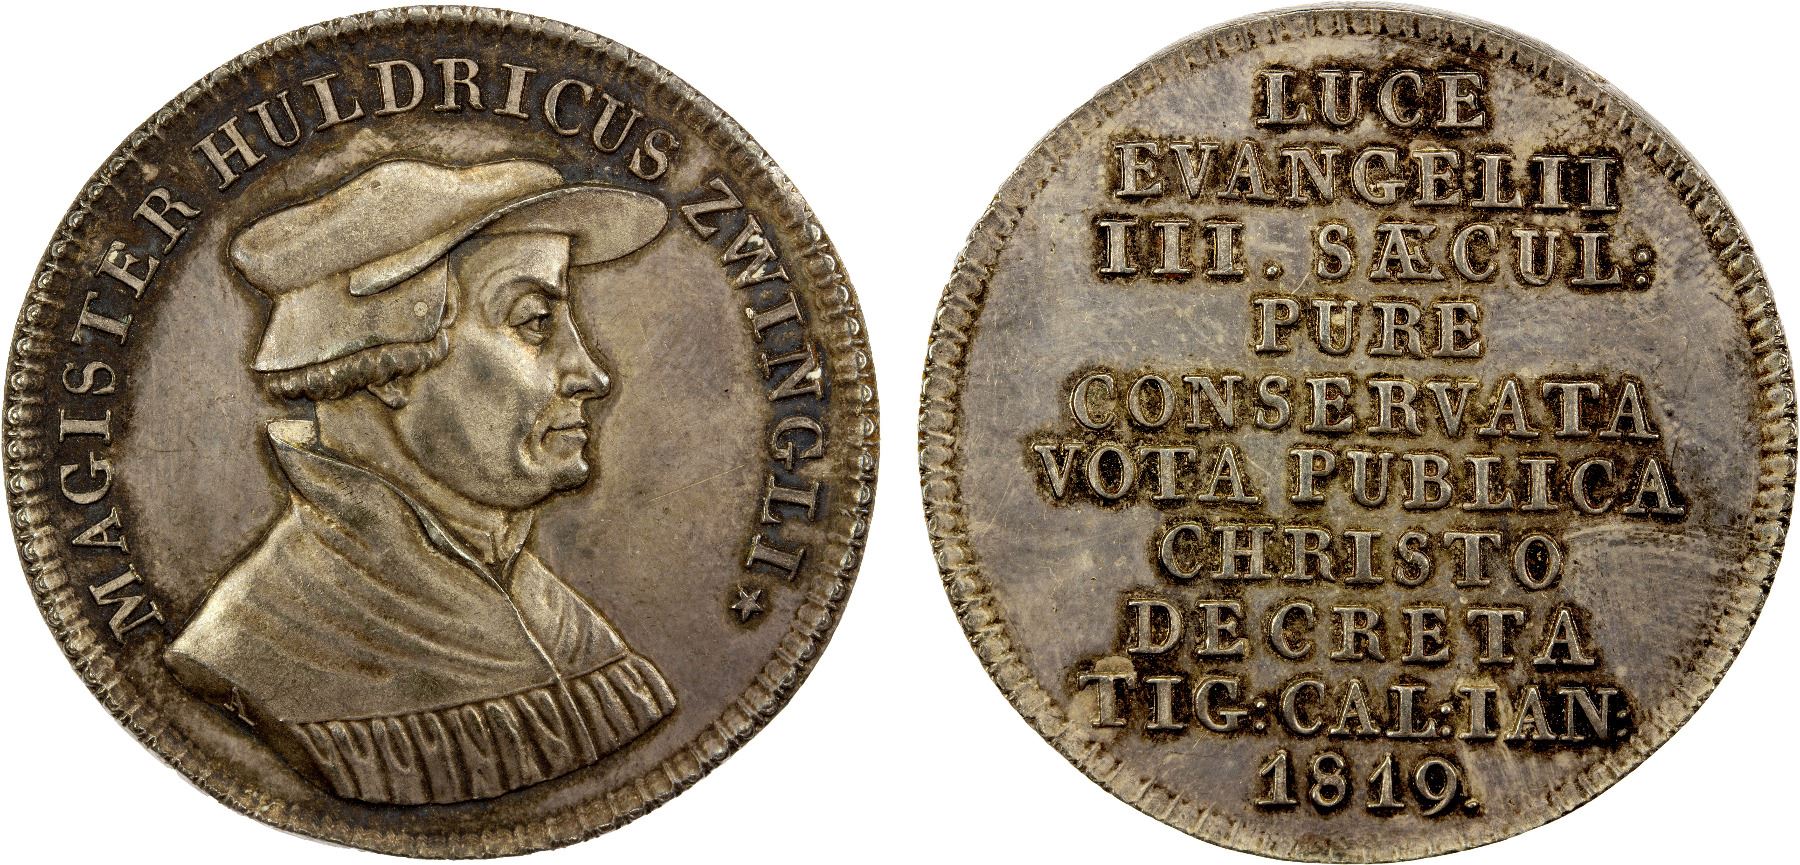 MAGISTER HULDRICUS ZWINGLI
LUCE
EVANGELII
III. SÆCUL:
PURE
CONSERVATA
VOTA PUBLICA
CHRISTO
DECRETA
TIG:CAL:IAN:
1819.